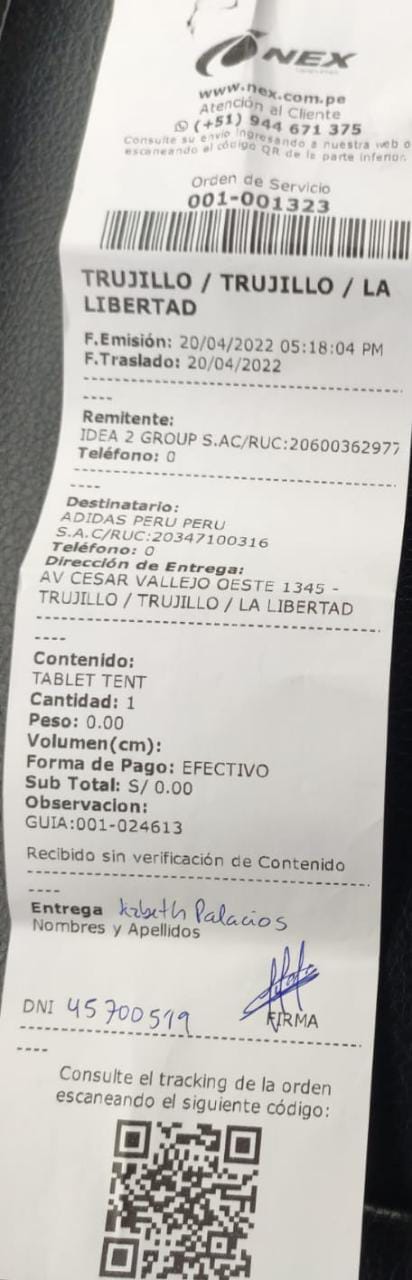 NEX
www.nex.com.pe
Atención al Cliente
(+51) 944 671 375
Consulte su envío ingresando a nuestra web o
escaneando el código QR de la parte inferior.
Orden de Servicio
001-001323
TRUJILLO / TRUJILLO / LA
LIBERTAD
F.Emisión: 20/04/2022 05:18:04 PM
F.Traslado: 20/04/2022
Remitente:
IDEA 2 GROUP S.AC/RUC:20600362977
Teléfono: 0
Destinatario:
ADIDAS PERU PERU
S.A.C/RUC:20347100316
Teléfono: 0
Dirección de Entrega:
AV CESAR VALLEJO OESTE 1345 -
TRUJILLO / TRUJILLO / LA LIBERTAD
Contenido:
TABLET TENT
Cantidad: 1
Peso: 0.00
Volumen(cm):
Forma de Pago: EFECTIVO
Sub Total: S/ 0.00
Observacion:
GUIA:001-024613
Recibido sin verificación de Contenido
Entrega Palacios
Nombres y Apellidos
DNI 45700519
FIRMA
Consulte el tracking de la orden
escaneando el siguiente código: